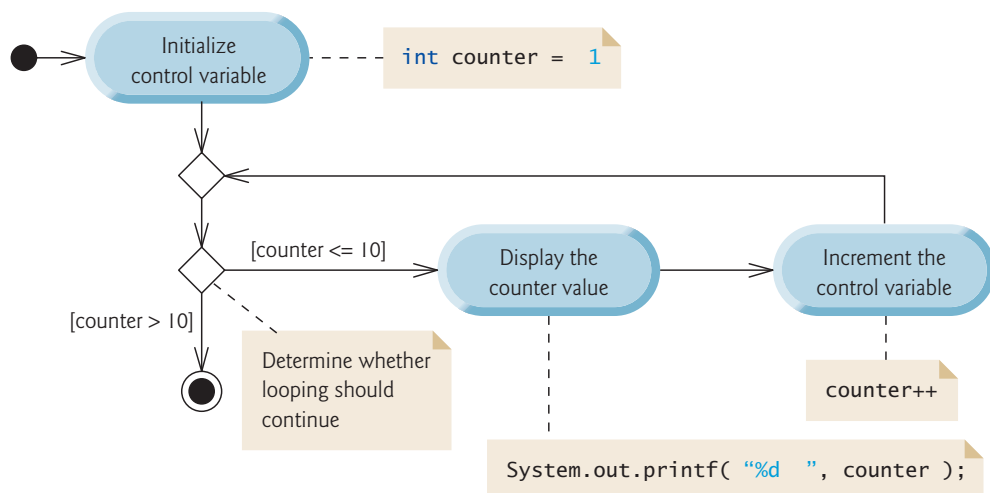 Initialize
control variable
int counter =  1
[counter <= 10]
Display the
counter value
Increment the
control variable
[counter > 10]
Determine whether
looping should
continue
counter++
System.out.printf( “%d  ”, counter );